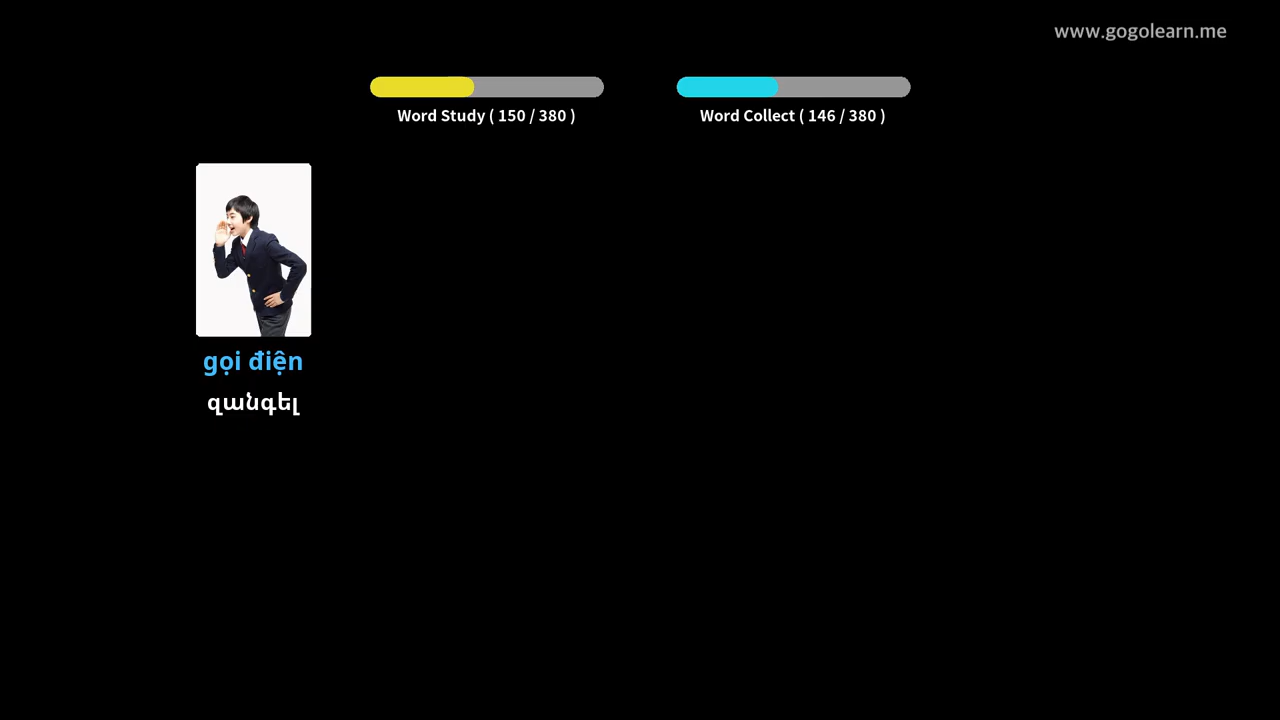 www.gogolearn.me
Word Study ( 150 / 380 )
Word Collect ( 146 / 380 )
gọi điện
զանգել